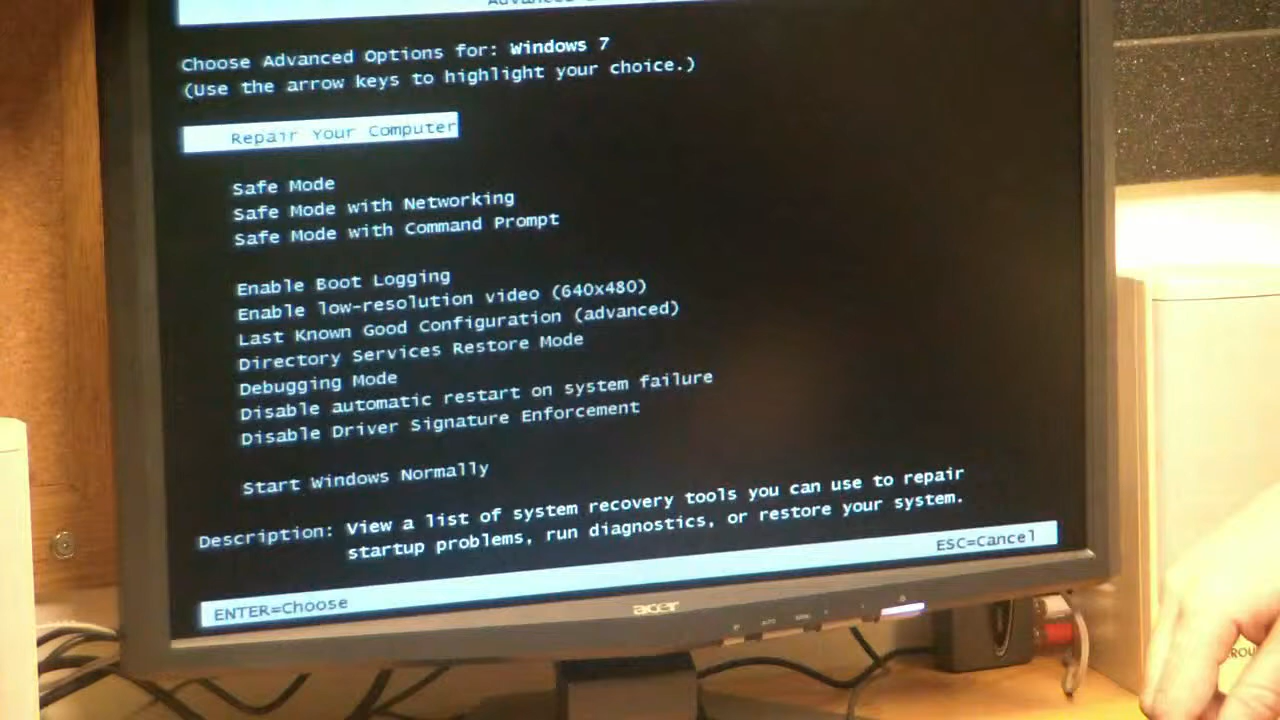 Advanced
Choose Advanced Options for: Windows 7
(Use the arrow keys to highlight your choice.)
Repair Your Computer
Safe Mode
Safe Mode with Networking
Safe Mode with Command Prompt
Enable Boot Logging
Enable low-resolution video (640x480)
Last Known Good Configuration (advanced)
Directory Services Restore Mode
Debugging Mode
Disable automatic restart on system failure
Disable Driver Signature Enforcement
Start Windows Normally
Description: View a list of system recovery tools you can use to repair
startup problems, run diagnostics, or restore your system.
ENTER=Choose
ESC=Cancel
acer